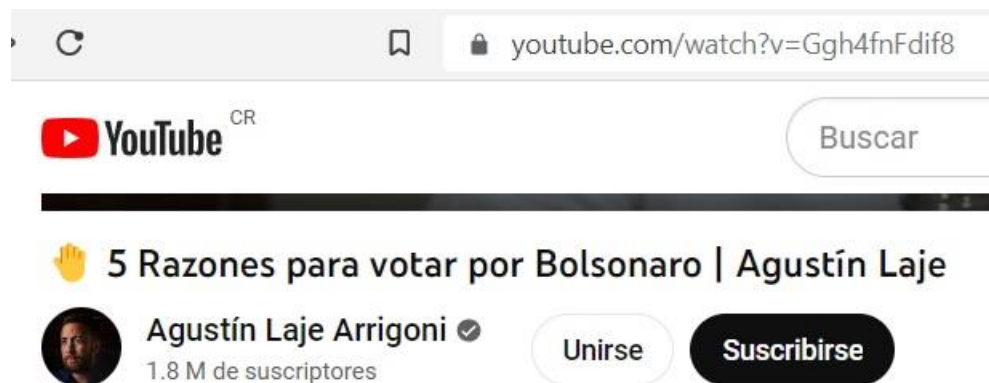 youtube.com/watch?v=Ggh4fnFdif8
YouTube CR
Buscar
🤚 5 Razones para votar por Bolsonaro | Agustín Laje
Agustín Laje Arrigoni
1.8 M de suscriptores
Unirse
Suscribirse